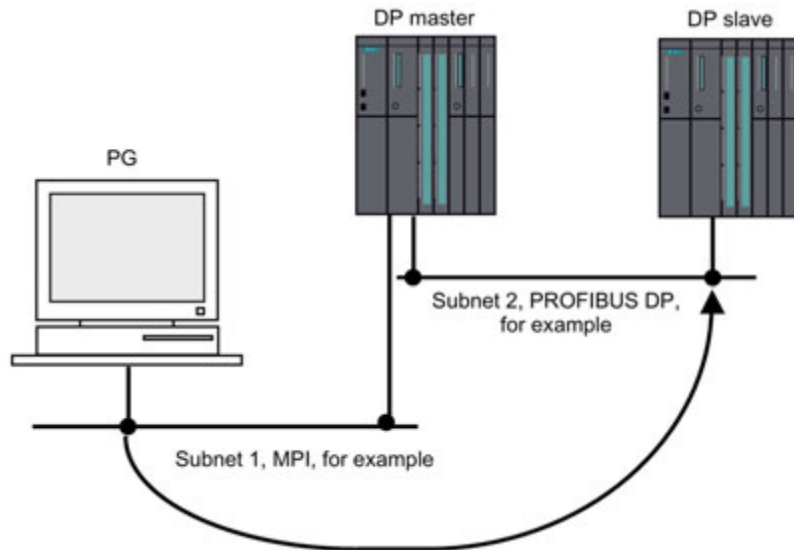 DP master
DP slave
PG
Subnet 2, PROFIBUS DP,
for example
Subnet 1, MPI, for example